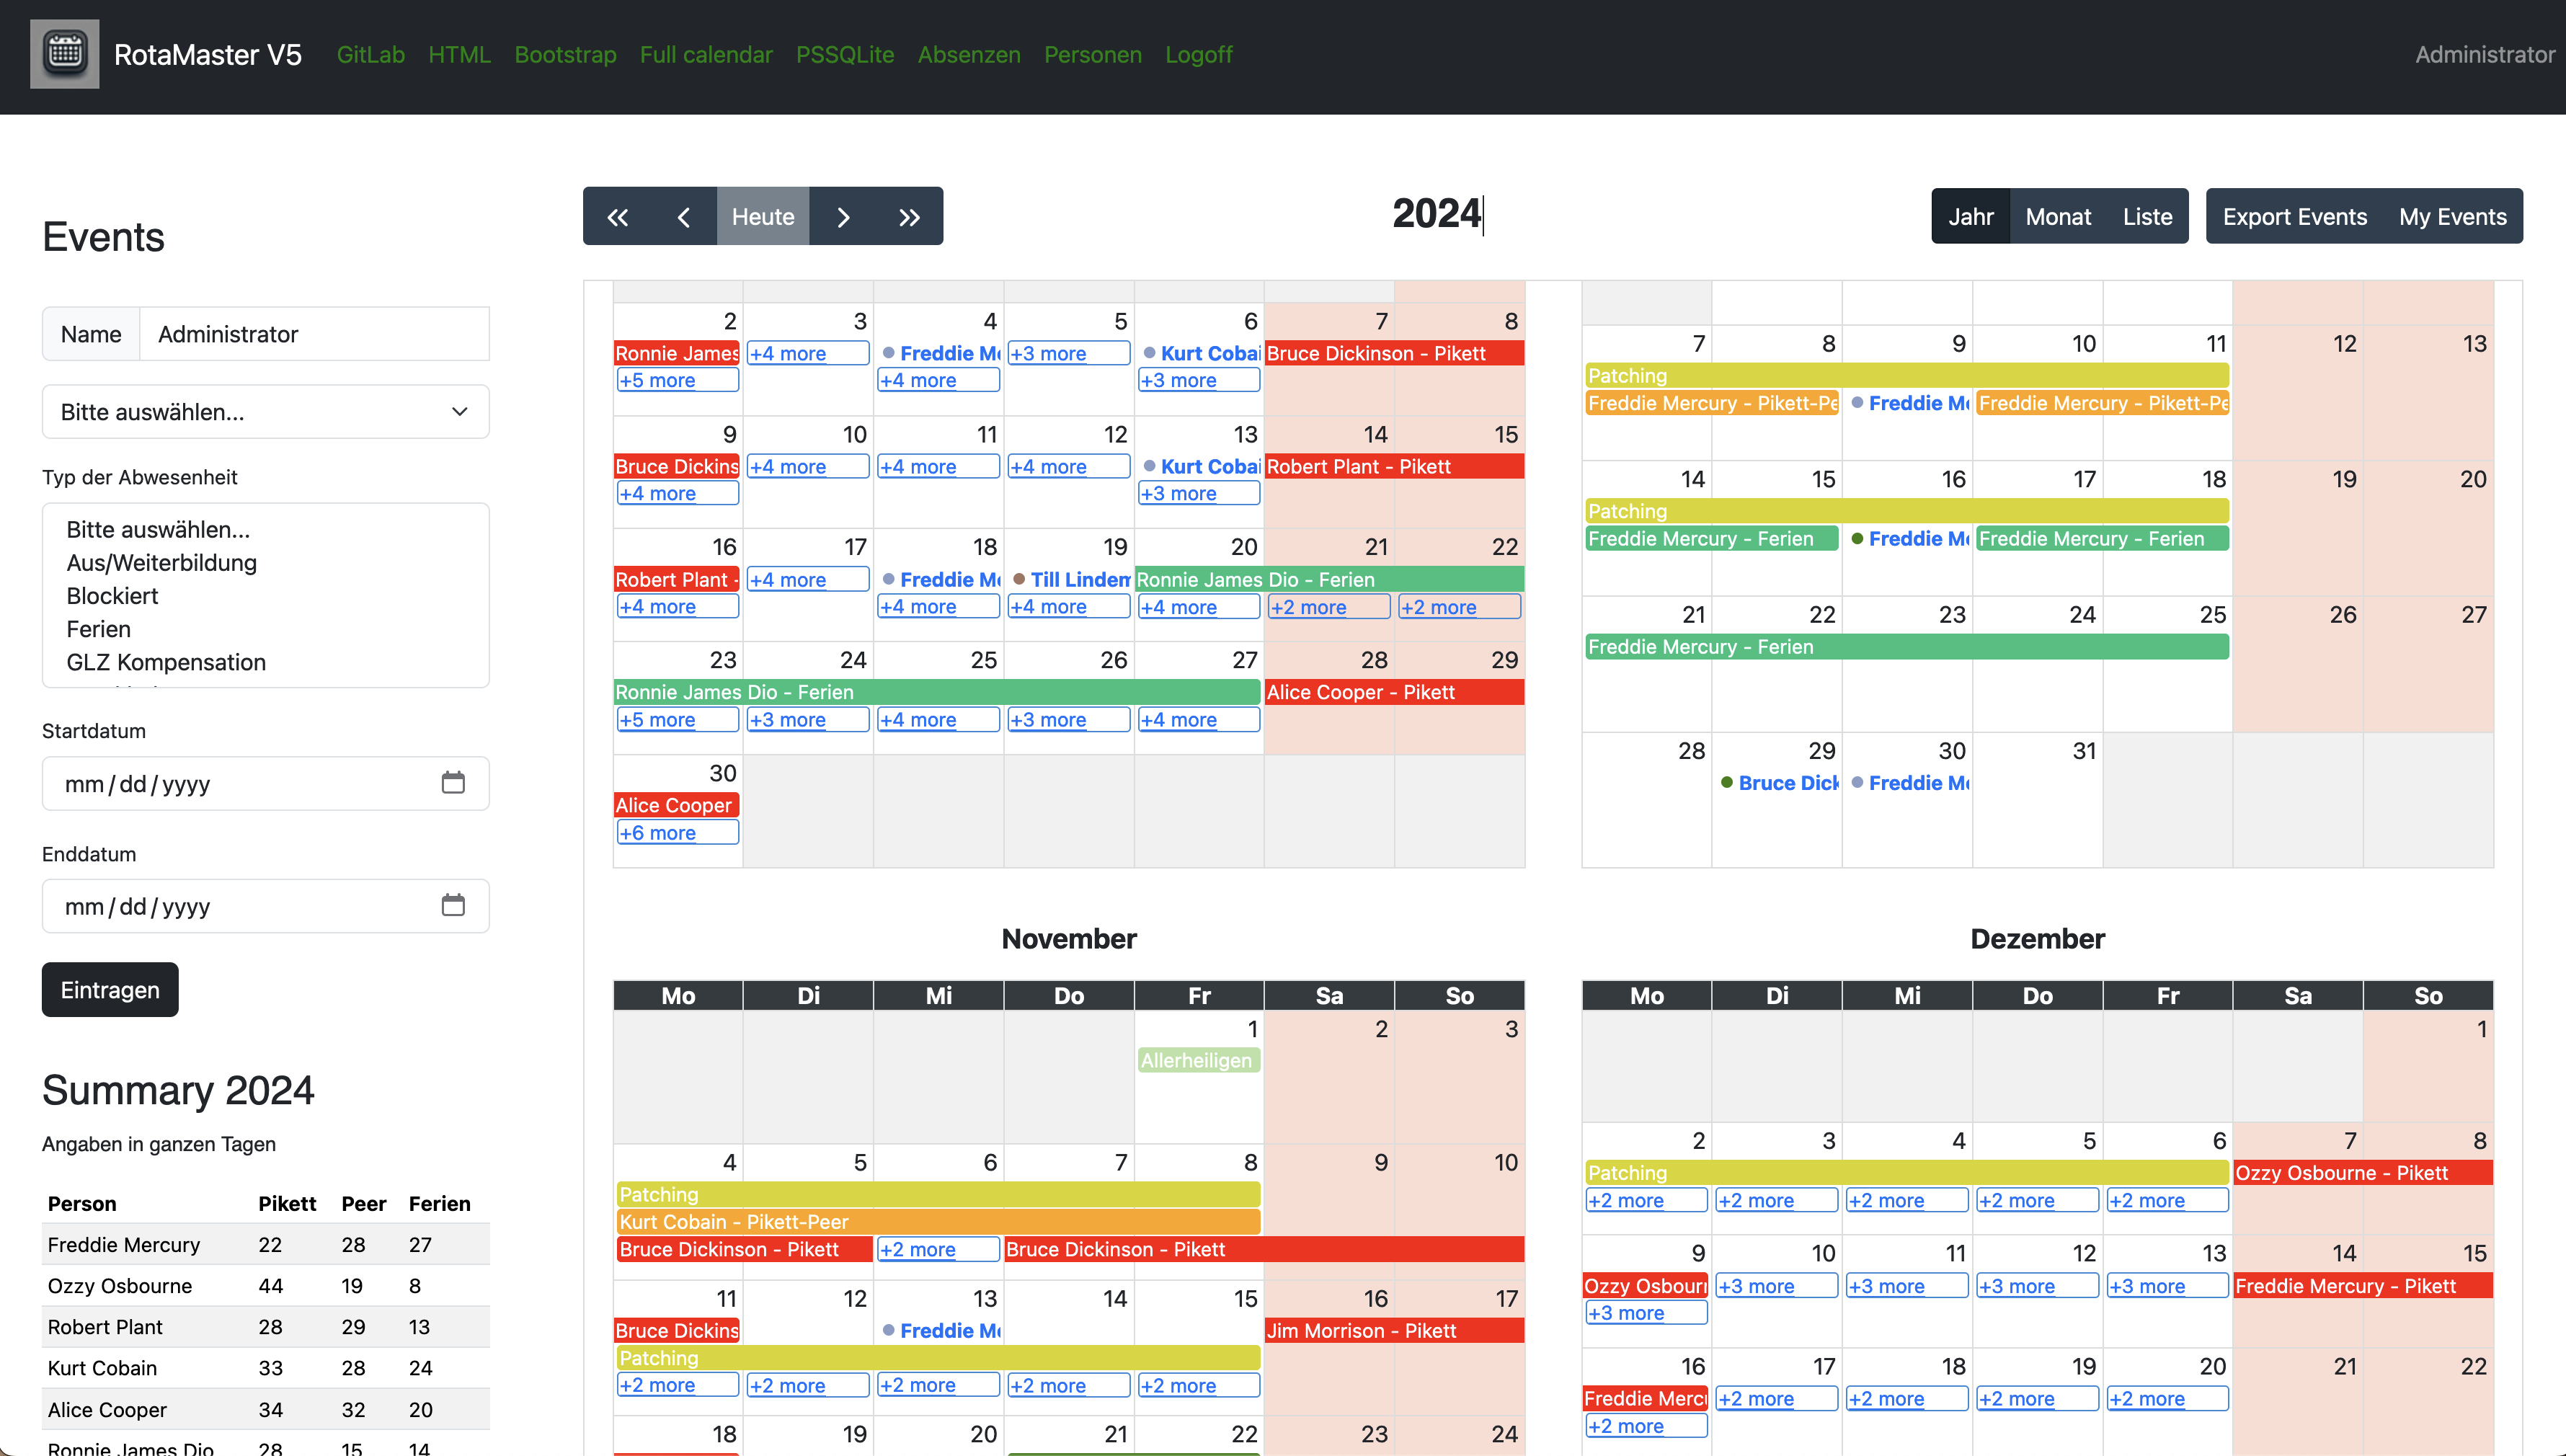 RotaMaster V5 GitLab HTML Bootstrap Full calendar PSSQLite Absenzen Personen Logoff Administrator
Events
Name Administrator
Bitte auswählen...
Typ der Abwesenheit
Bitte auswählen...
Aus/Weiterbildung
Blockiert
Ferien
GLZ Kompensation
Startdatum
mm/dd/yyyy
Enddatum
mm/dd/yyyy
Eintragen
Summary 2024
Angaben in ganzen Tagen
Person Pikett Peer Ferien
Freddie Mercury 22 28 27
Ozzy Osbourne 44 19 8
Robert Plant 28 29 13
Kurt Cobain 33 28 24
Alice Cooper 34 32 20
Ronnie James Dio 28 15 14
Heute
2024
Jahr Monat Liste Export Events My Events
2 3 4 5 6 7 8
Ronnie James +4 more Freddie M +3 more Kurt Coba Bruce Dickinson - Pikett
+5 more +4 more +3 more
9 10 11 12 13 14 15
Bruce Dickins +4 more +4 more +4 more Kurt Coba Robert Plant - Pikett
+4 more +3 more
16 17 18 19 20 21 22
Robert Plant - +4 more Freddie M Till Lindem Ronnie James Dio - Ferien
+4 more +4 more +4 more +4 more +2 more +2 more
23 24 25 26 27 28 29
Ronnie James Dio - Ferien Alice Cooper - Pikett
+5 more +3 more +4 more +3 more +4 more
30
Alice Cooper
+6 more
7 8 9 10 11 12 13
Patching
Freddie Mercury - Pikett-Pe Freddie M Freddie Mercury - Pikett-Pe
14 15 16 17 18 19 20
Patching
Freddie Mercury - Ferien Freddie M Freddie Mercury - Ferien
21 22 23 24 25 26 27
Freddie Mercury - Ferien
28 29 30 31
Bruce Dick Freddie M
November
Mo Di Mi Do Fr Sa So
1 2 3
Allerheiligen
4 5 6 7 8 9 10
Patching
Kurt Cobain - Pikett-Peer
Bruce Dickinson - Pikett +2 more Bruce Dickinson - Pikett
11 12 13 14 15 16 17
Bruce Dickins Freddie M Jim Morrison - Pikett
Patching
+2 more +2 more +2 more +2 more +2 more
18 19 20 21 22 23 24
Dezember
Mo Di Mi Do Fr Sa So
1
2 3 4 5 6 7 8
Patching Ozzy Osbourne - Pikett
+2 more +2 more +2 more +2 more +2 more
9 10 11 12 13 14 15
Ozzy Osbourn +3 more +3 more +3 more +3 more Freddie Mercury - Pikett
+3 more
16 17 18 19 20 21 22
Freddie Merc +2 more +2 more +2 more +2 more
+2 more